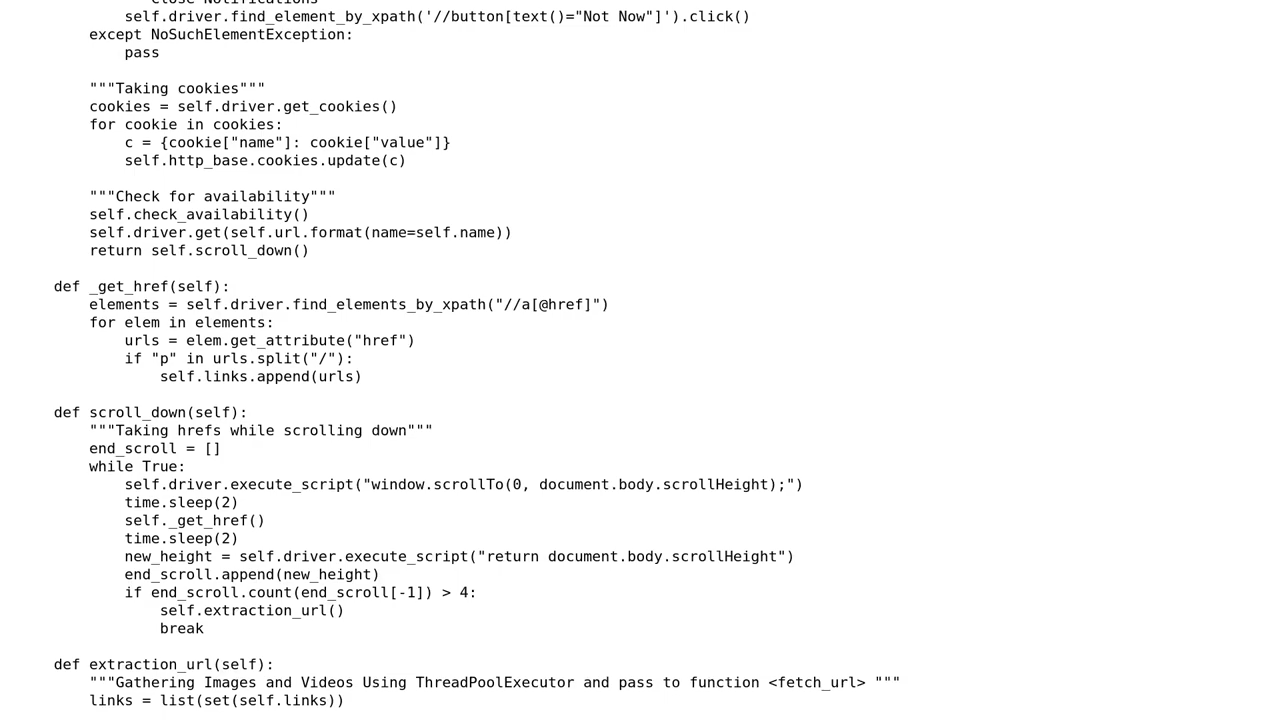 """Close Notifications"""
            self.driver.find_element_by_xpath('//button[text()="Not Now"]').click()
        except NoSuchElementException:
            pass

        """Taking cookies"""
        cookies = self.driver.get_cookies()
        for cookie in cookies:
            c = {cookie["name"]: cookie["value"]}
            self.http_base.cookies.update(c)

        """Check for availability"""
        self.check_availability()
        self.driver.get(self.url.format(name=self.name))
        return self.scroll_down()

    def _get_href(self):
        elements = self.driver.find_elements_by_xpath("//a[@href]")
        for elem in elements:
            urls = elem.get_attribute("href")
            if "p" in urls.split("/"):
                self.links.append(urls)

    def scroll_down(self):
        """Taking hrefs while scrolling down"""
        end_scroll = []
        while True:
            self.driver.execute_script("window.scrollTo(0, document.body.scrollHeight);")
            time.sleep(2)
            self._get_href()
            time.sleep(2)
            new_height = self.driver.execute_script("return document.body.scrollHeight")
            end_scroll.append(new_height)
            if end_scroll.count(end_scroll[-1]) > 4:
                self.extraction_url()
                break

    def extraction_url(self):
        """Gathering Images and Videos Using ThreadPoolExecutor and pass to function <fetch_url> """
        links = list(set(self.links))